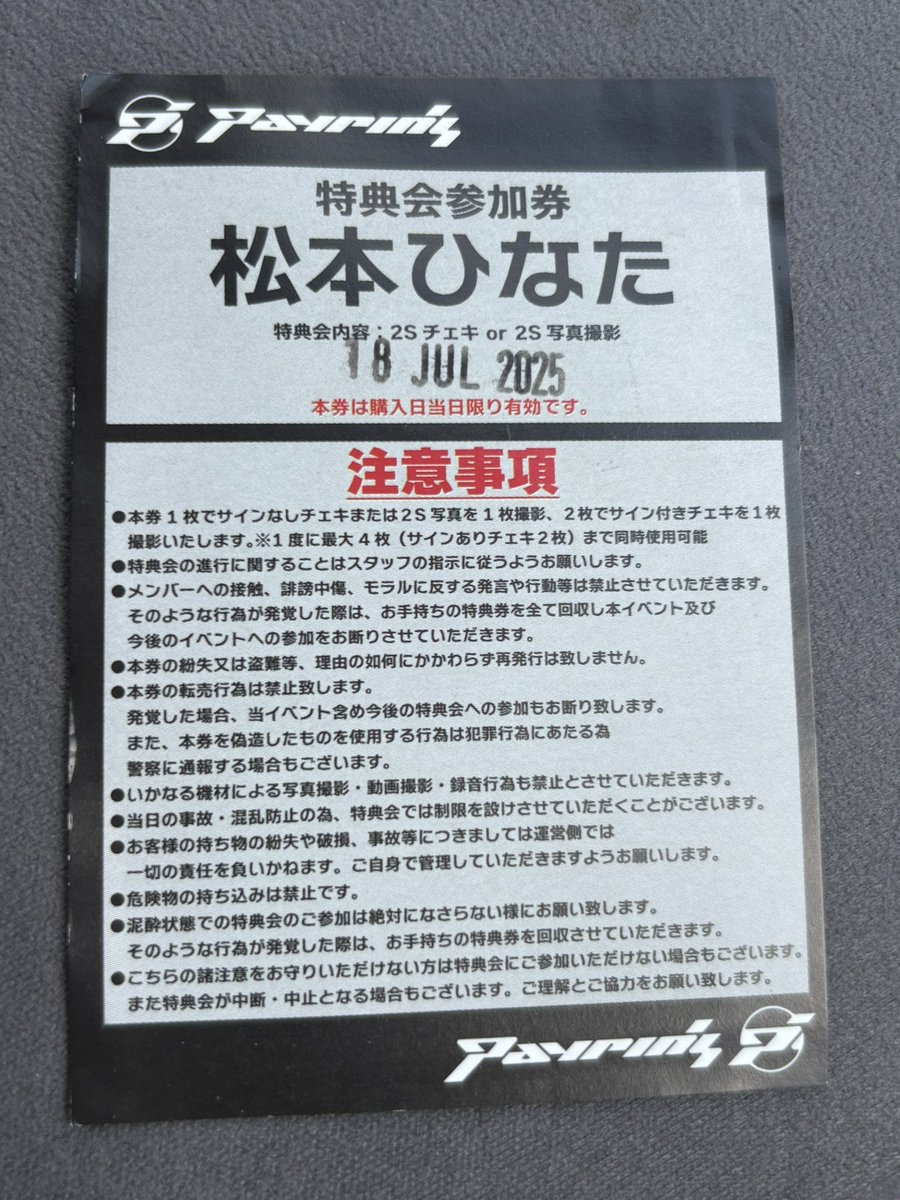 Payrin's
特典会参加券
松本ひなた
特典会内容:2Sチェキ or 2S写真撮影
18 JUL 2025
本券は購入日当日限り有効です。
注意事項
●本券1枚でサインなしチェキまたは2S写真を1枚撮影、2枚でサイン付きチェキを1枚
撮影いたします。※1度に最大4枚(サインありチェキ2枚)まで同時使用可能
●特典会の進行に関することはスタッフの指示に従うようお願いします。
●メンバーへの接触、誹謗中傷、モラルに反する発言や行動等は禁止させていただきます。
そのような行為が発覚した際は、お手持ちの特典券を全て回収し本イベント及び
今後のイベントへの参加をお断りさせていただきます。
●本券の紛失又は盗難等、理由の如何にかかわらず再発行は致しません。
●本券の転売行為は禁止致します。
発覚した場合、当イベント含め今後の特典会への参加もお断り致します。
また、本券を偽造したものを使用する行為は犯罪行為にあたる為
警察に通報する場合もございます。
●いかなる機材による写真撮影・動画撮影・録音行為も禁止とさせていただきます。
●当日の事故・混乱防止の為、特典会では制限を設けさせていただくことがございます。
●お客様の持ち物の紛失や破損、事故等につきましては運営側では
一切の責任を負いかねます。ご自身で管理していただきますようお願いします。
●危険物の持ち込みは禁止です。
●泥酔状態での特典会のご参加は絶対になさらない様にお願い致します。
そのような行為が発覚した際は、お手持ちの特典券を回収させていただきます。
●こちらの諸注意をお守りいただけない方は特典会にご参加いただけない場合もございます。
また特典会が中断・中止となる場合もございます。ご理解とご協力をお願い致します。
Payrin's